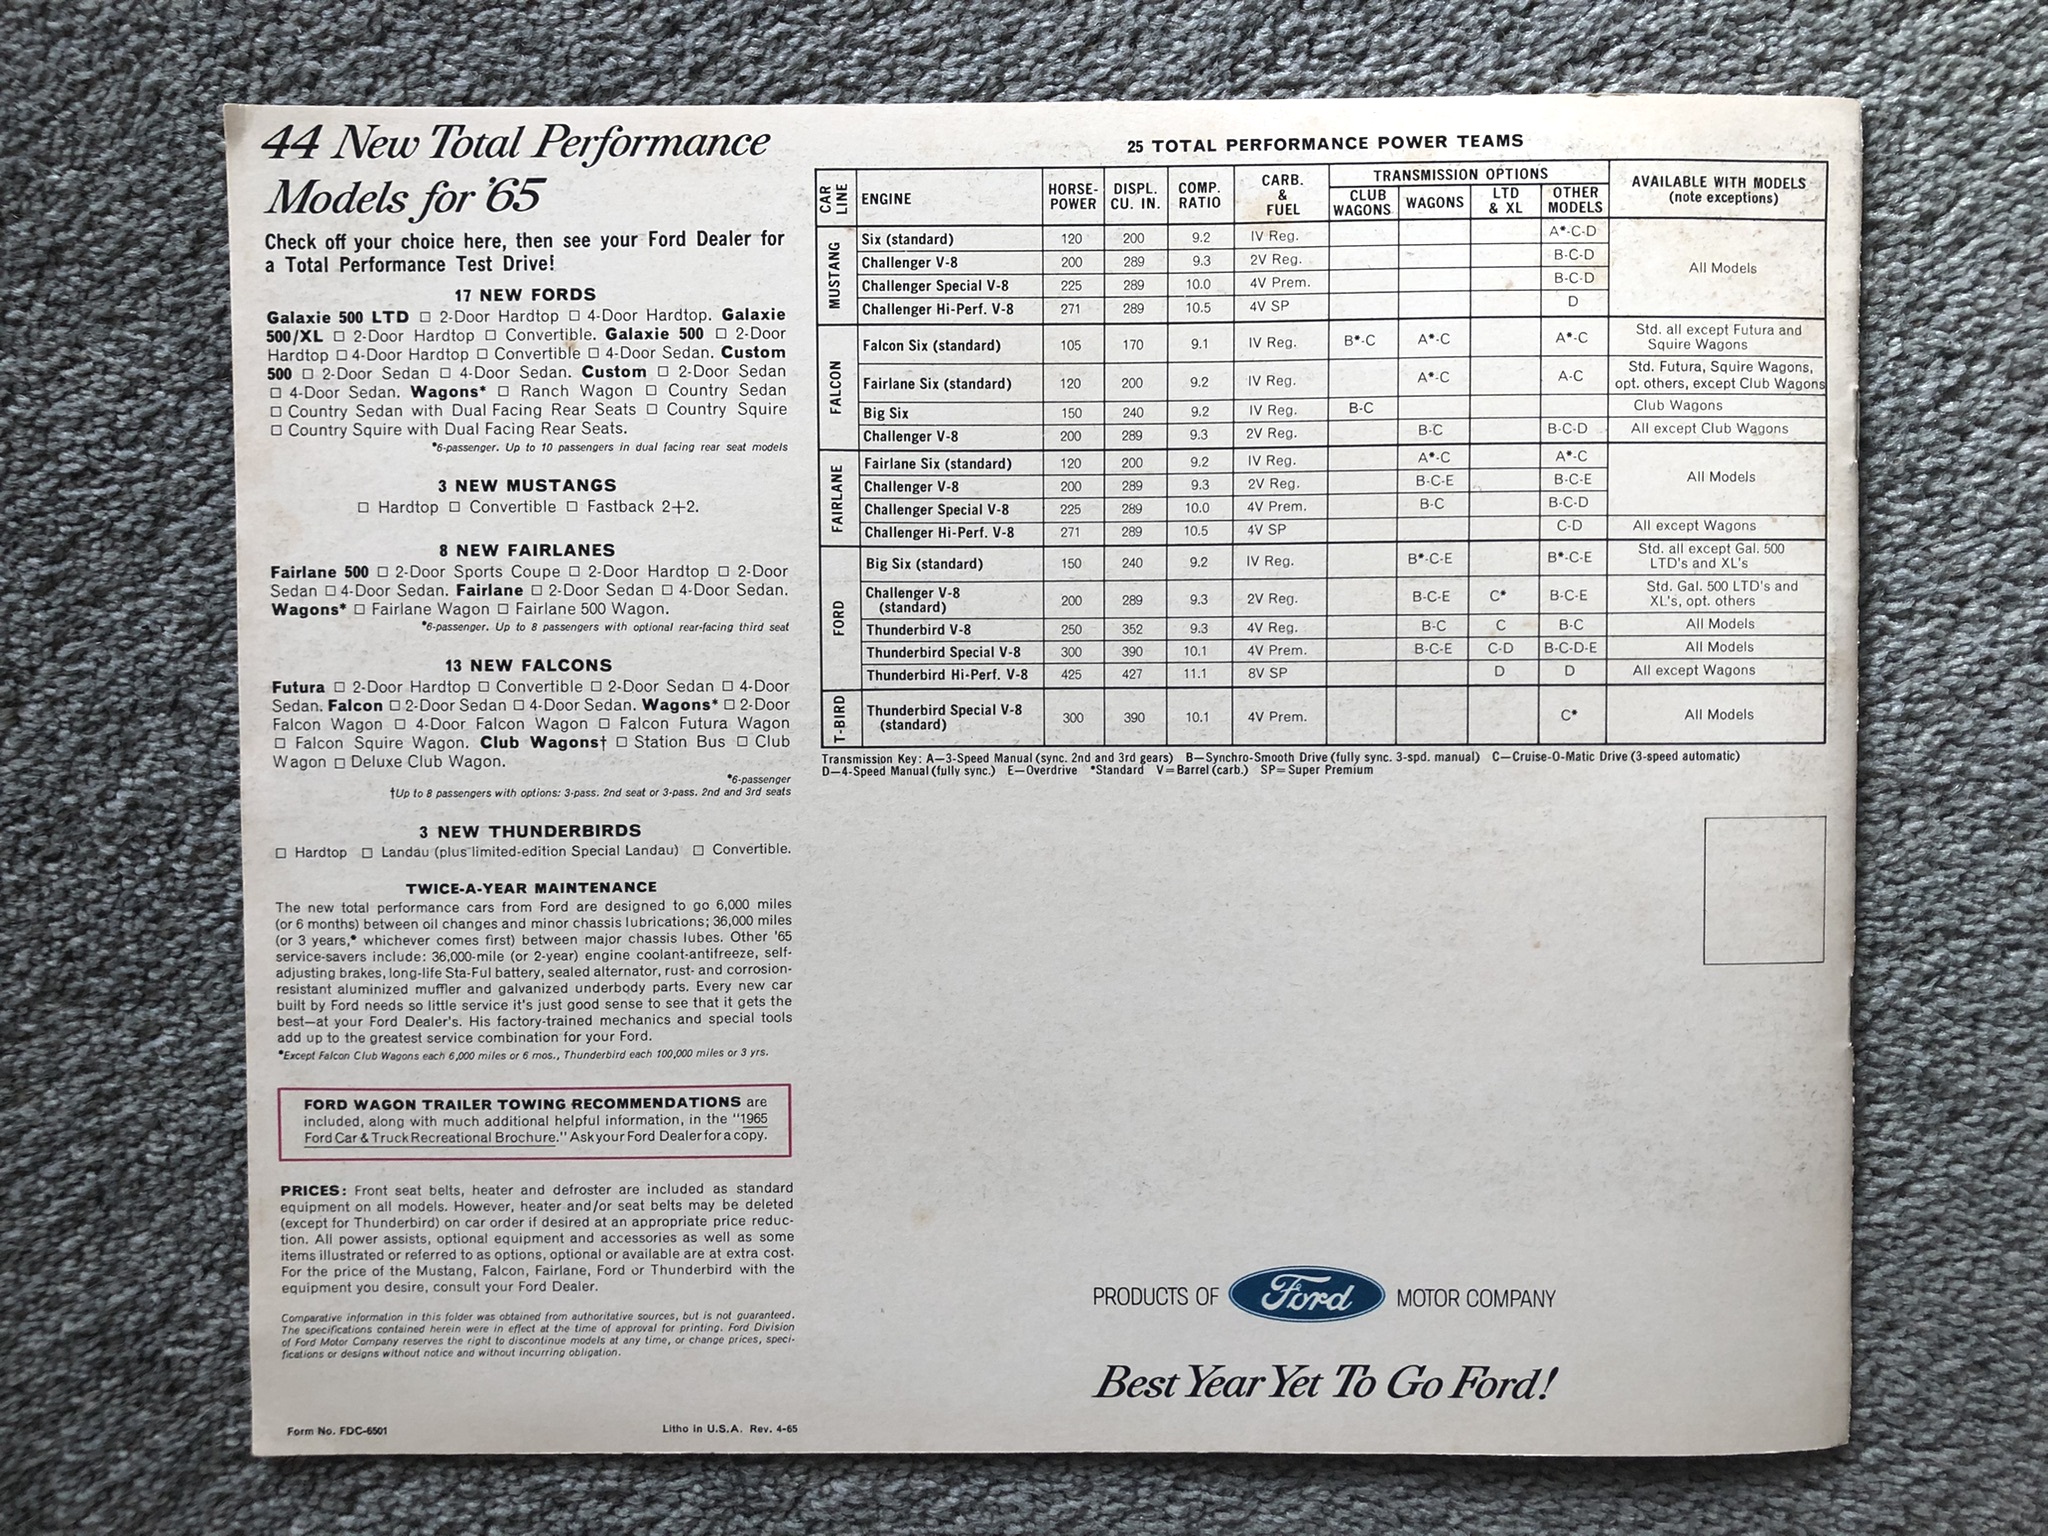 44 New Total Performance
Models for '65
Check off your choice here, then see your Ford Dealer for
a Total Performance Test Drive!
17 NEW FORDS
Galaxie 500 LTD □ 2-Door Hardtop □ 4-Door Hardtop. Galaxie
500/XL □ 2-Door Hardtop □ Convertible. Galaxie 500 □ 2-Door
Hardtop □ 4-Door Hardtop □ Convertible □ 4-Door Sedan. Custom
500 □ 2-Door Sedan □ 4-Door Sedan. Custom □ 2-Door Sedan
□ 4-Door Sedan. Wagons* □ Ranch Wagon □ Country Sedan
□ Country Sedan with Dual Facing Rear Seats □ Country Squire
□ Country Squire with Dual Facing Rear Seats.
*6-passenger. Up to 10 passengers in dual facing rear seat models
3 NEW MUSTANGS
□ Hardtop □ Convertible □ Fastback 2+2.
8 NEW FAIRLANES
Fairlane 500 □ 2-Door Sports Coupe □ 2-Door Hardtop □ 2-Door
Sedan □ 4-Door Sedan. Fairlane □ 2-Door Sedan □ 4-Door Sedan.
Wagons* □ Fairlane Wagon □ Fairlane 500 Wagon.
*6-passenger. Up to 8 passengers with optional rear-facing third seat
13 NEW FALCONS
Futura □ 2-Door Hardtop □ Convertible □ 2-Door Sedan □ 4-Door
Sedan. Falcon □ 2-Door Sedan □ 4-Door Sedan. Wagons* □ 2-Door
Falcon Wagon □ 4-Door Falcon Wagon □ Falcon Futura Wagon
□ Falcon Squire Wagon. Club Wagons† □ Station Bus □ Club
Wagon □ Deluxe Club Wagon.
*6-passenger
†Up to 8 passengers with options: 3-pass. 2nd seat or 3-pass. 2nd and 3rd seats
3 NEW THUNDERBIRDS
□ Hardtop □ Landau (plus limited-edition Special Landau) □ Convertible.
TWICE-A-YEAR MAINTENANCE
The new total performance cars from Ford are designed to go 6,000 miles
(or 6 months) between oil changes and minor chassis lubrications; 36,000 miles
(or 3 years,* whichever comes first) between major chassis lubes. Other '65
service-savers include: 36,000-mile (or 2-year) engine coolant-antifreeze, self-
adjusting brakes, long-life Sta-Ful battery, sealed alternator, rust- and corrosion-
resistant aluminized muffler and galvanized underbody parts. Every new car
built by Ford needs so little service it's just good sense to see that it gets the
best—at your Ford Dealer's. His factory-trained mechanics and special tools
add up to the greatest service combination for your Ford.
*Except Falcon Club Wagons each 6,000 miles or 6 mos., Thunderbird each 100,000 miles or 3 yrs.
FORD WAGON TRAILER TOWING RECOMMENDATIONS are
included, along with much additional helpful information, in the "1965
Ford Car & Truck Recreational Brochure." Ask your Ford Dealer for a copy.
PRICES: Front seat belts, heater and defroster are included as standard
equipment on all models. However, heater and/or seat belts may be deleted
(except for Thunderbird) on car order if desired at an appropriate price reduc-
tion. All power assists, optional equipment and accessories as well as some
items illustrated or referred to as options, optional or available are at extra cost.
For the price of the Mustang, Falcon, Fairlane, Ford or Thunderbird with the
equipment you desire, consult your Ford Dealer.
Comparative information in this folder was obtained from authoritative sources, but is not guaranteed.
The specifications contained herein were in effect at the time of approval for printing. Ford Division
of Ford Motor Company reserves the right to discontinue models at any time, or change prices, speci-
fications or designs without notice and without incurring obligation.
Form No. FDC-6501 Litho in U.S.A. Rev. 4-65
25 TOTAL PERFORMANCE POWER TEAMS
CAR LINE ENGINE HORSE-POWER DISPL. CU. IN. COMP. RATIO CARB. & FUEL TRANSMISSION OPTIONS AVAILABLE WITH MODELS (note exceptions)
CLUB WAGONS WAGONS LTD & XL OTHER MODELS
MUSTANG
Six (standard) 120 200 9.2 IV Reg. A*-C-D
Challenger V-8 200 289 9.3 2V Reg. B-C-D
All Models
Challenger Special V-8 225 289 10.0 4V Prem. B-C-D
Challenger Hi-Perf. V-8 271 289 10.5 4V SP D
FALCON
Falcon Six (standard) 105 170 9.1 IV Reg. B*-C A*-C A*-C Std. all except Futura and Squire Wagons
Fairlane Six (standard) 120 200 9.2 IV Reg. A*-C A-C Std. Futura, Squire Wagons, opt. others, except Club Wagons
Big Six 150 240 9.2 IV Reg. B-C Club Wagons
Challenger V-8 200 289 9.3 2V Reg. B-C B-C-D All except Club Wagons
FAIRLANE
Fairlane Six (standard) 120 200 9.2 IV Reg. A*-C A*-C
Challenger V-8 200 289 9.3 2V Reg. B-C-E B-C-E All Models
Challenger Special V-8 225 289 10.0 4V Prem. B-C B-C-D
Challenger Hi-Perf. V-8 271 289 10.5 4V SP C-D All except Wagons
FORD
Big Six (standard) 150 240 9.2 IV Reg. B*-C-E B*-C-E Std. all except Gal. 500 LTD's and XL's
Challenger V-8 (standard) 200 289 9.3 2V Reg. B-C-E C* B-C-E Std. Gal. 500 LTD's and XL's, opt. others
Thunderbird V-8 250 352 9.3 4V Reg. B-C C B-C All Models
Thunderbird Special V-8 300 390 10.1 4V Prem. B-C-E C-D B-C-D-E All Models
Thunderbird Hi-Perf. V-8 425 427 11.1 8V SP D D All except Wagons
T-BIRD
Thunderbird Special V-8 (standard) 300 390 10.1 4V Prem. C* All Models
Transmission Key: A—3-Speed Manual (sync. 2nd and 3rd gears) B—Synchro-Smooth Drive (fully sync. 3-spd. manual) C—Cruise-O-Matic Drive (3-speed automatic)
D—4-Speed Manual (fully sync.) E—Overdrive *Standard V=Barrel (carb.) SP=Super Premium
PRODUCTS OF Ford MOTOR COMPANY
Best Year Yet To Go Ford!